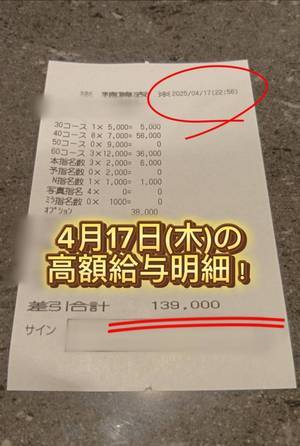 ※ 精算表 ※ 2025/04/17(22:56)
30コース 1× 5,000= 5,000
40コース 8× 7,000= 56,000
50コース 0× 9,000= 0
60コース 3×12,000= 36,000
本指名数 3× 2,000= 6,000
予指名数 0× 2,000= 0
N指名数 1× 1,000= 1,000
写真指名 4× 0= 0
ミラ指名 0× 1000= 0
オプション 38,000
4月17日(木)の
高額給与明細!
差引合計 139,000
サイン